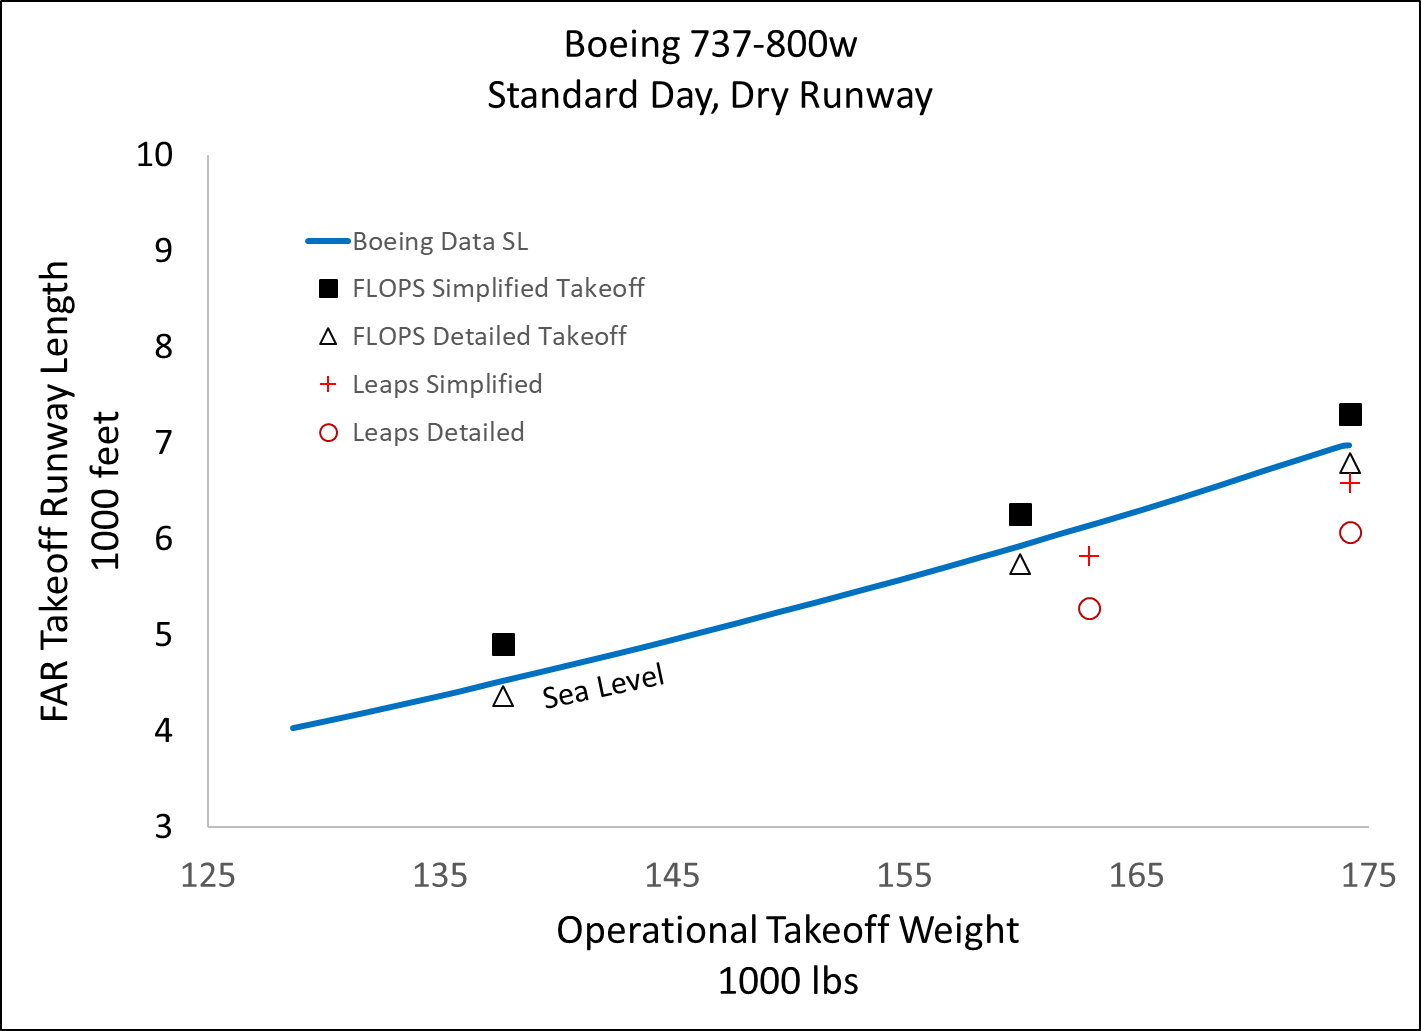 Boeing 737-800w
Standard Day, Dry Runway
FAR Takeoff Runway Length
1000 feet
10
9
8
7
6
5
4
3
Boeing Data SL
FLOPS Simplified Takeoff
FLOPS Detailed Takeoff
Leaps Simplified
Leaps Detailed
Sea Level
125 135 145 155 165 175
Operational Takeoff Weight
1000 lbs